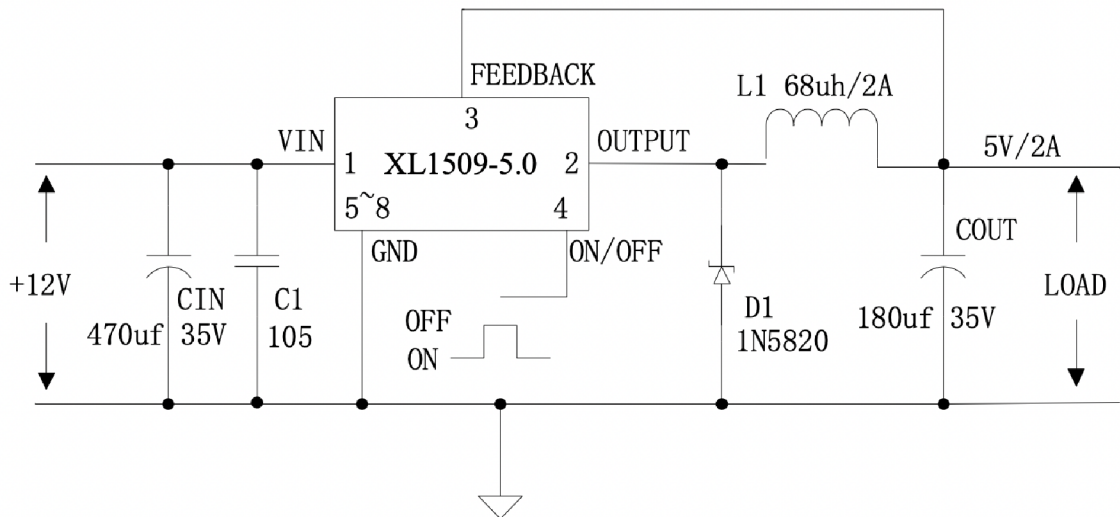 FEEDBACK
3
L1 68uh/2A
VIN
OUTPUT
5V/2A
1 XL1509-5.0 2
5~8 4
GND
ON/OFF
COUT
+12V
CIN
C1
LOAD
470uf 35V
105
OFF
ON
D1
1N5820
180uf 35V